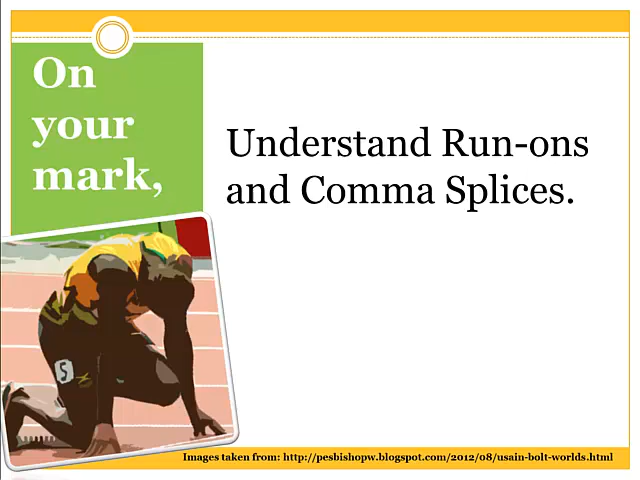 On
your
mark,
Understand Run-ons
and Comma Splices.
5
Images taken from: http://pesbishopw.blogspot.com/2012/08/usain-bolt-worlds.html